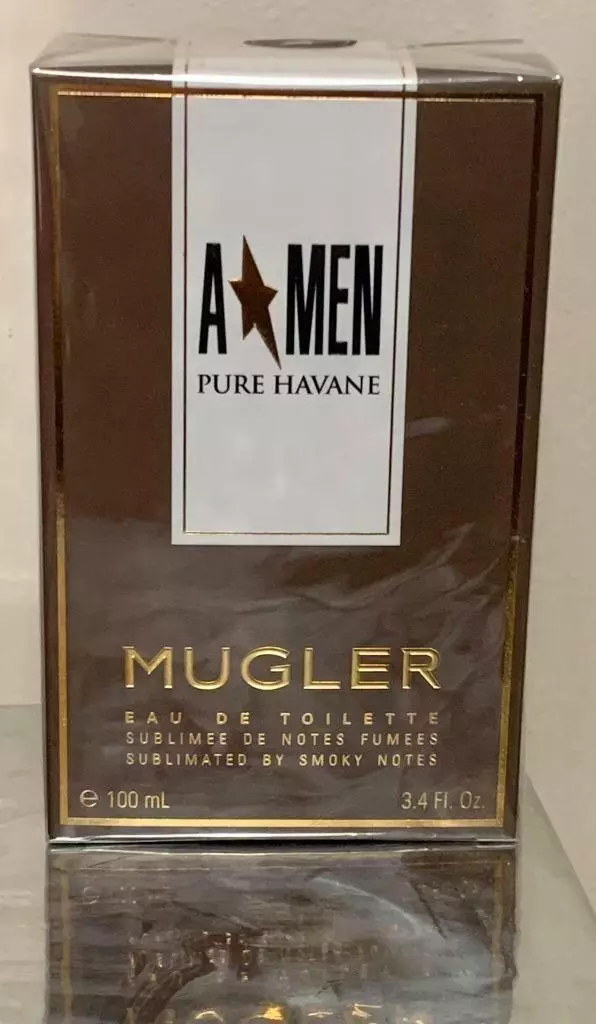 A★MEN
PURE HAVANE
MUGLER
EAU DE TOILETTE
SUBLIMEE DE NOTES FUMEES
SUBLIMATED BY SMOKY NOTES
℮ 100 mL 3.4 Fl. Oz.